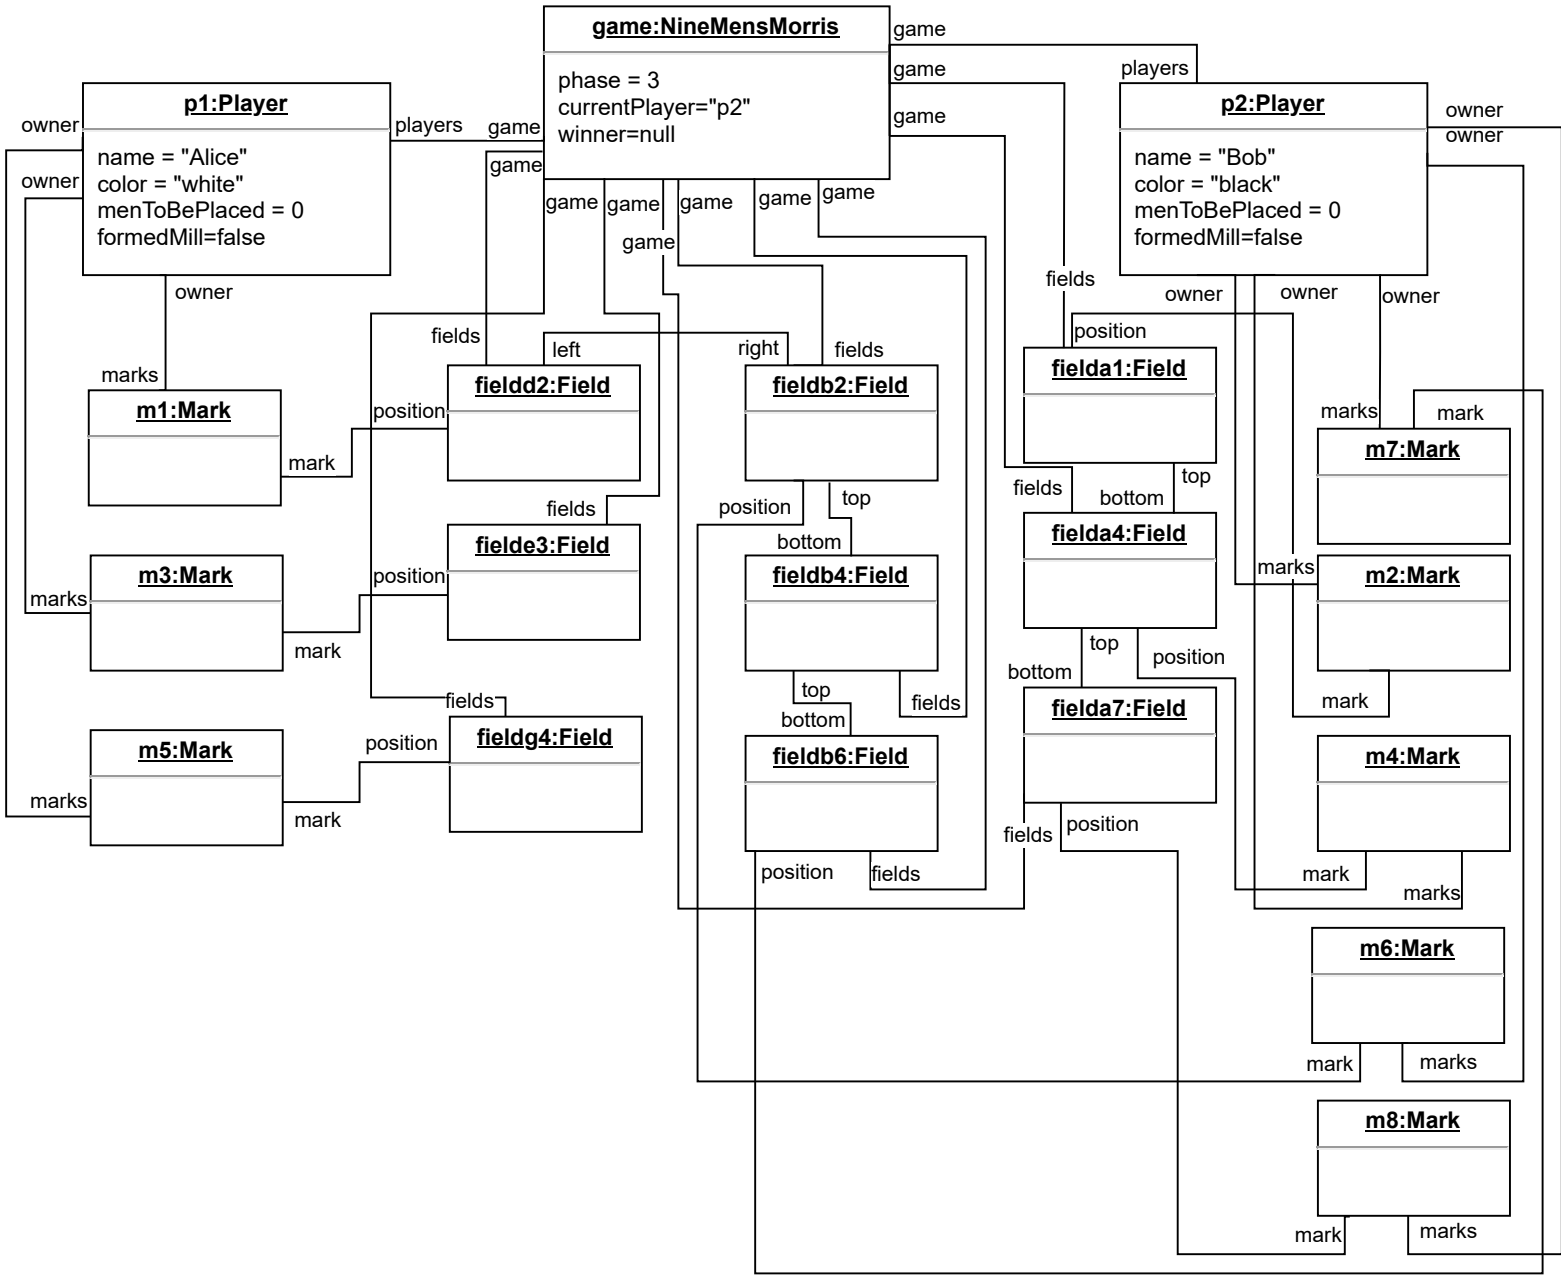 game:NineMensMorris
phase = 3
currentPlayer="p2"
winner=null
game
players
game
game
p1:Player
name = "Alice"
color = "white"
menToBePlaced = 0
formedMill=false
owner
owner
owner
players
game
game
p2:Player
name = "Bob"
color = "black"
menToBePlaced = 0
formedMill=false
owner
owner
owner
owner
owner
game
game
game
game
game
game
fields
fields
left
right
fields
position
marks
m1:Mark
mark
position
fieldd2:Field
fieldb2:Field
fielda1:Field
marks
mark
m7:Mark
fields
position
top
bottom
fields
bottom
top
marks
m3:Mark
mark
position
fielde3:Field
fieldb4:Field
fielda4:Field
marks
m2:Mark
mark
fields
top
bottom
fields
top
position
bottom
marks
m5:Mark
mark
position
fieldg4:Field
fieldb6:Field
fielda7:Field
m4:Mark
position
fields
fields
position
mark
marks
m6:Mark
mark
marks
m8:Mark
mark
marks